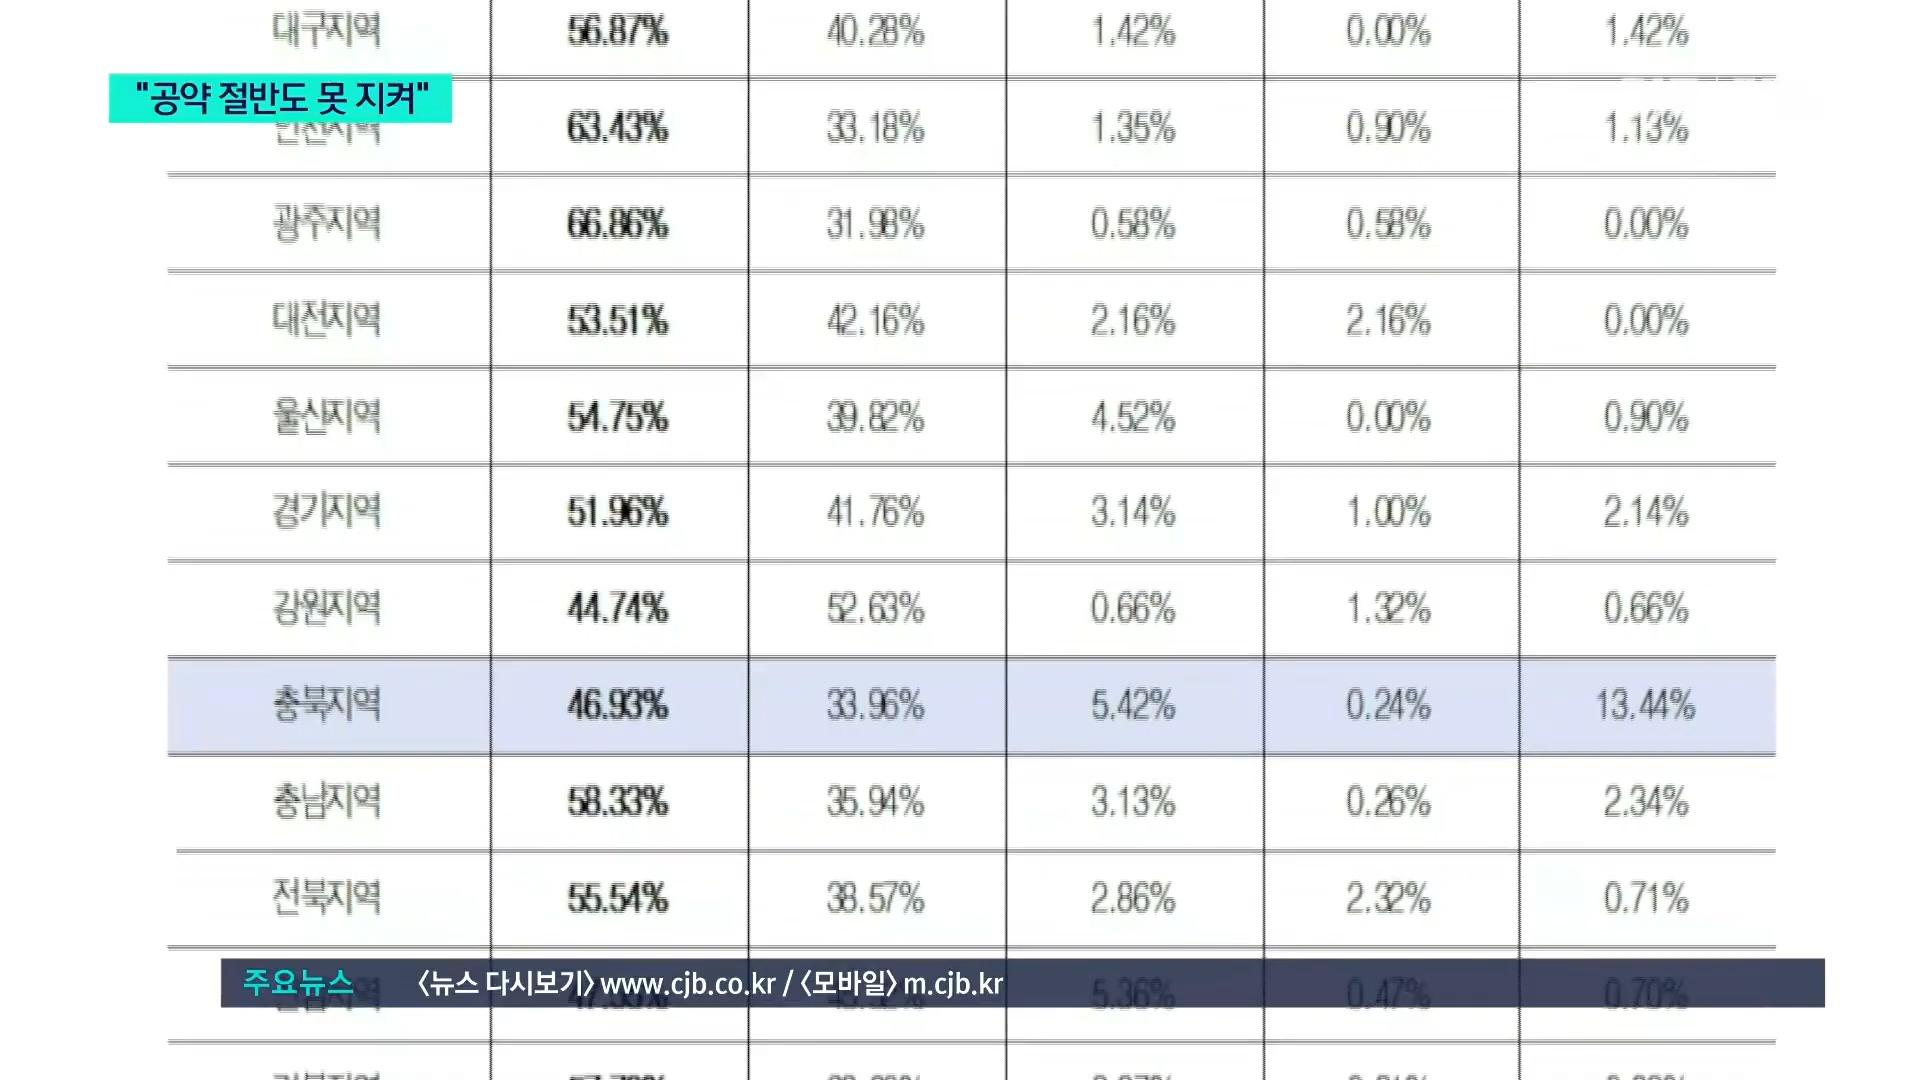 대구지역 56.87% 40.28% 1.42% 0.00% 1.42%
"공약 절반도 못 지켜"
인천지역 63.43% 33.18% 1.35% 0.90% 1.13%
광주지역 66.86% 31.98% 0.58% 0.58% 0.00%
대전지역 53.51% 42.16% 2.16% 2.16% 0.00%
울산지역 54.75% 39.82% 4.52% 0.00% 0.90%
경기지역 51.96% 41.76% 3.14% 1.00% 2.14%
강원지역 44.74% 52.63% 0.66% 1.32% 0.66%
충북지역 46.93% 33.96% 5.42% 0.24% 13.44%
충남지역 58.33% 35.94% 3.13% 0.26% 2.34%
전북지역 55.54% 38.57% 2.86% 2.32% 0.71%
주요뉴스 〈뉴스 다시보기〉 www.cjb.co.kr / 〈모바일〉 m.cjb.kr
5.36% 0.47% 0.70%